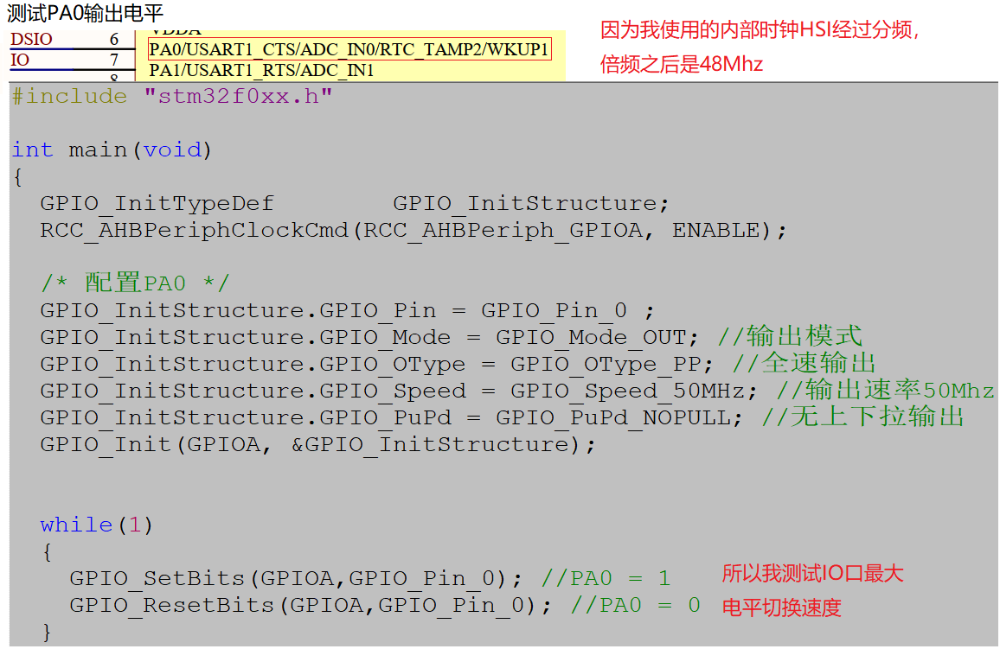 测试PA0输出电平
VDDA
DSIO 6 PA0/USART1_CTS/ADC_IN0/RTC_TAMP2/WKUP1
IO 7 PA1/USART1_RTS/ADC_IN1
8
因为我使用的内部时钟HSI经过分频，
倍频之后是48Mhz
#include "stm32f0xx.h"
int main(void)
{
GPIO_InitTypeDef GPIO_InitStructure;
RCC_AHBPeriphClockCmd(RCC_AHBPeriph_GPIOA, ENABLE);
/* 配置PA0 */
GPIO_InitStructure.GPIO_Pin = GPIO_Pin_0 ;
GPIO_InitStructure.GPIO_Mode = GPIO_Mode_OUT; //输出模式
GPIO_InitStructure.GPIO_OType = GPIO_OType_PP; //全速输出
GPIO_InitStructure.GPIO_Speed = GPIO_Speed_50MHz; //输出速率50Mhz
GPIO_InitStructure.GPIO_PuPd = GPIO_PuPd_NOPULL; //无上下拉输出
GPIO_Init(GPIOA, &GPIO_InitStructure);
while(1)
{
GPIO_SetBits(GPIOA,GPIO_Pin_0); //PA0 = 1
GPIO_ResetBits(GPIOA,GPIO_Pin_0); //PA0 = 0
}
所以我测试IO口最大
电平切换速度